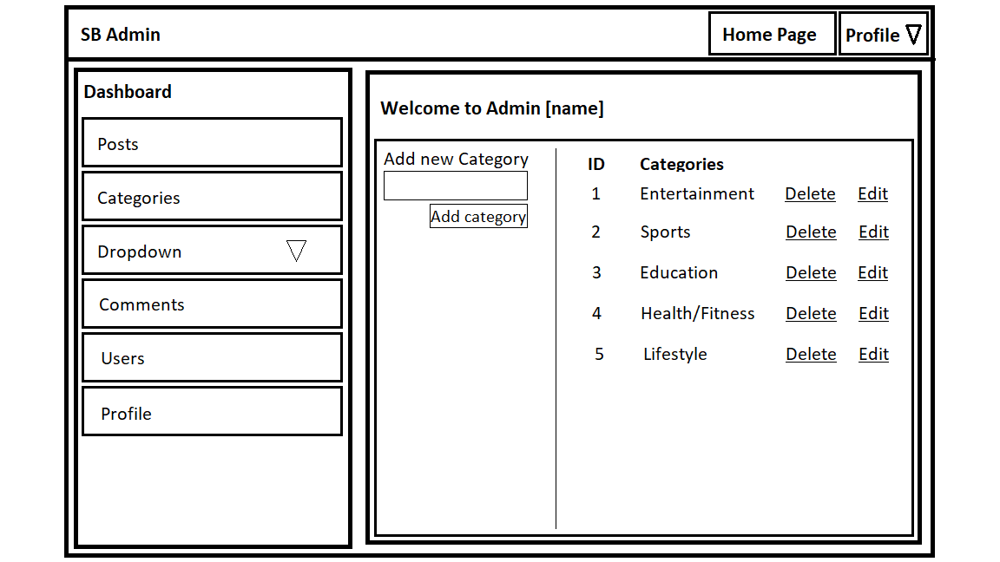 SB Admin
Home Page
Profile
Dashboard
Posts
Categories
Dropdown
Comments
Users
Profile
Welcome to Admin [name]
Add new Category
Add category
ID Categories
1 Entertainment Delete Edit
2 Sports Delete Edit
3 Education Delete Edit
4 Health/Fitness Delete Edit
5 Lifestyle Delete Edit